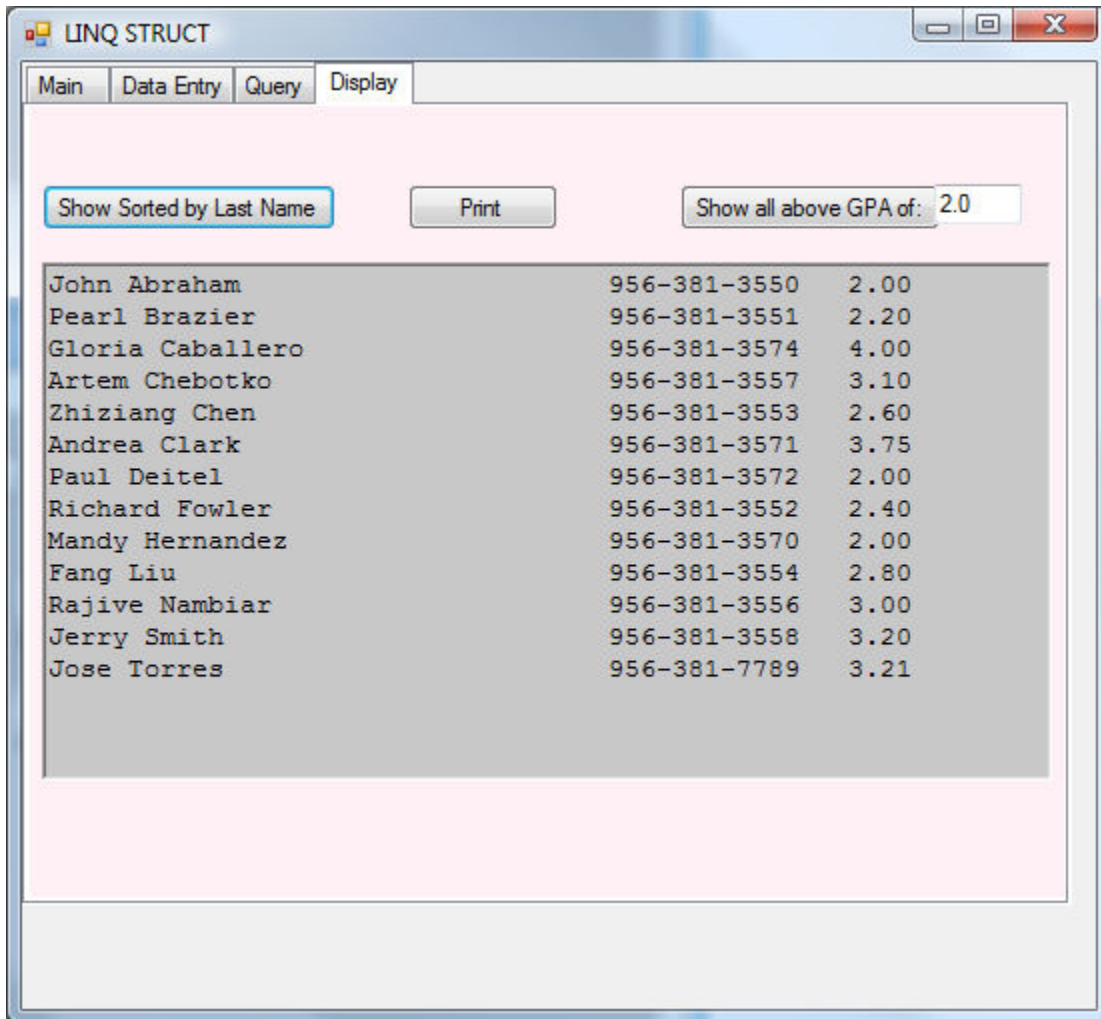 LINQ STRUCT
Main Data Entry Query Display
Show Sorted by Last Name Print Show all above GPA of: 2.0
John Abraham 956-381-3550 2.00
Pearl Brazier 956-381-3551 2.20
Gloria Caballero 956-381-3574 4.00
Artem Chebotko 956-381-3557 3.10
Zhiziang Chen 956-381-3553 2.60
Andrea Clark 956-381-3571 3.75
Paul Deitel 956-381-3572 2.00
Richard Fowler 956-381-3552 2.40
Mandy Hernandez 956-381-3570 2.00
Fang Liu 956-381-3554 2.80
Rajive Nambiar 956-381-3556 3.00
Jerry Smith 956-381-3558 3.20
Jose Torres 956-381-7789 3.21